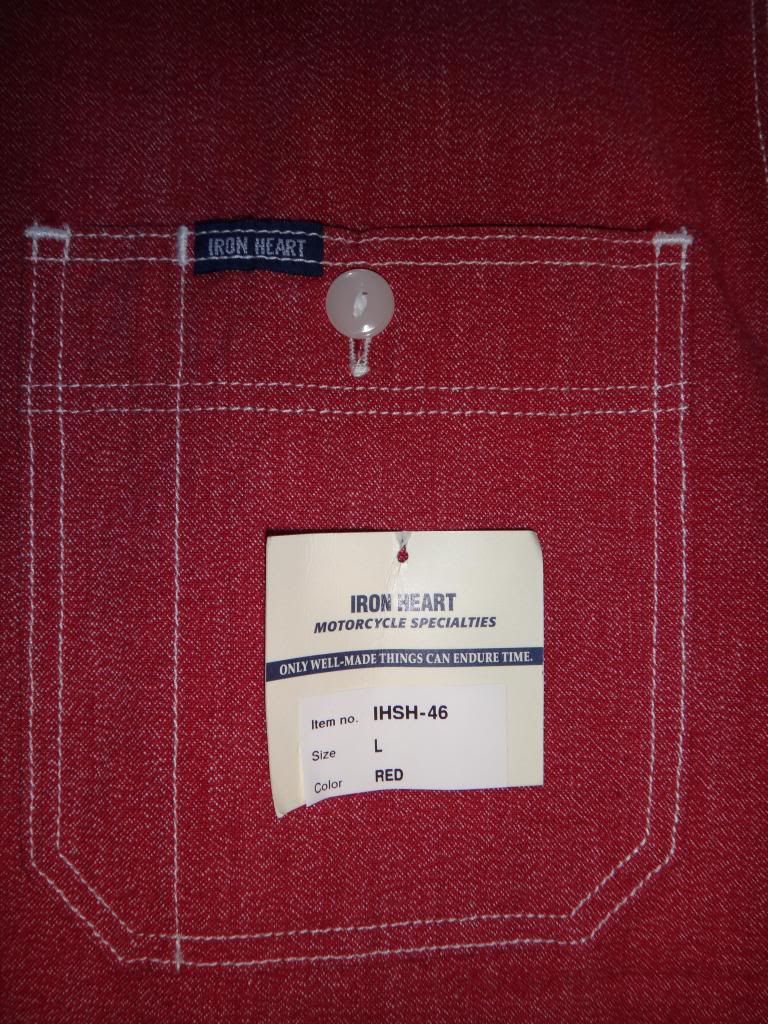 IRON HEART
IRON HEART
MOTORCYCLE SPECIALTIES
ONLY WELL-MADE THINGS CAN ENDURE TIME.
Item no. IHSH-46
Size L
Color RED